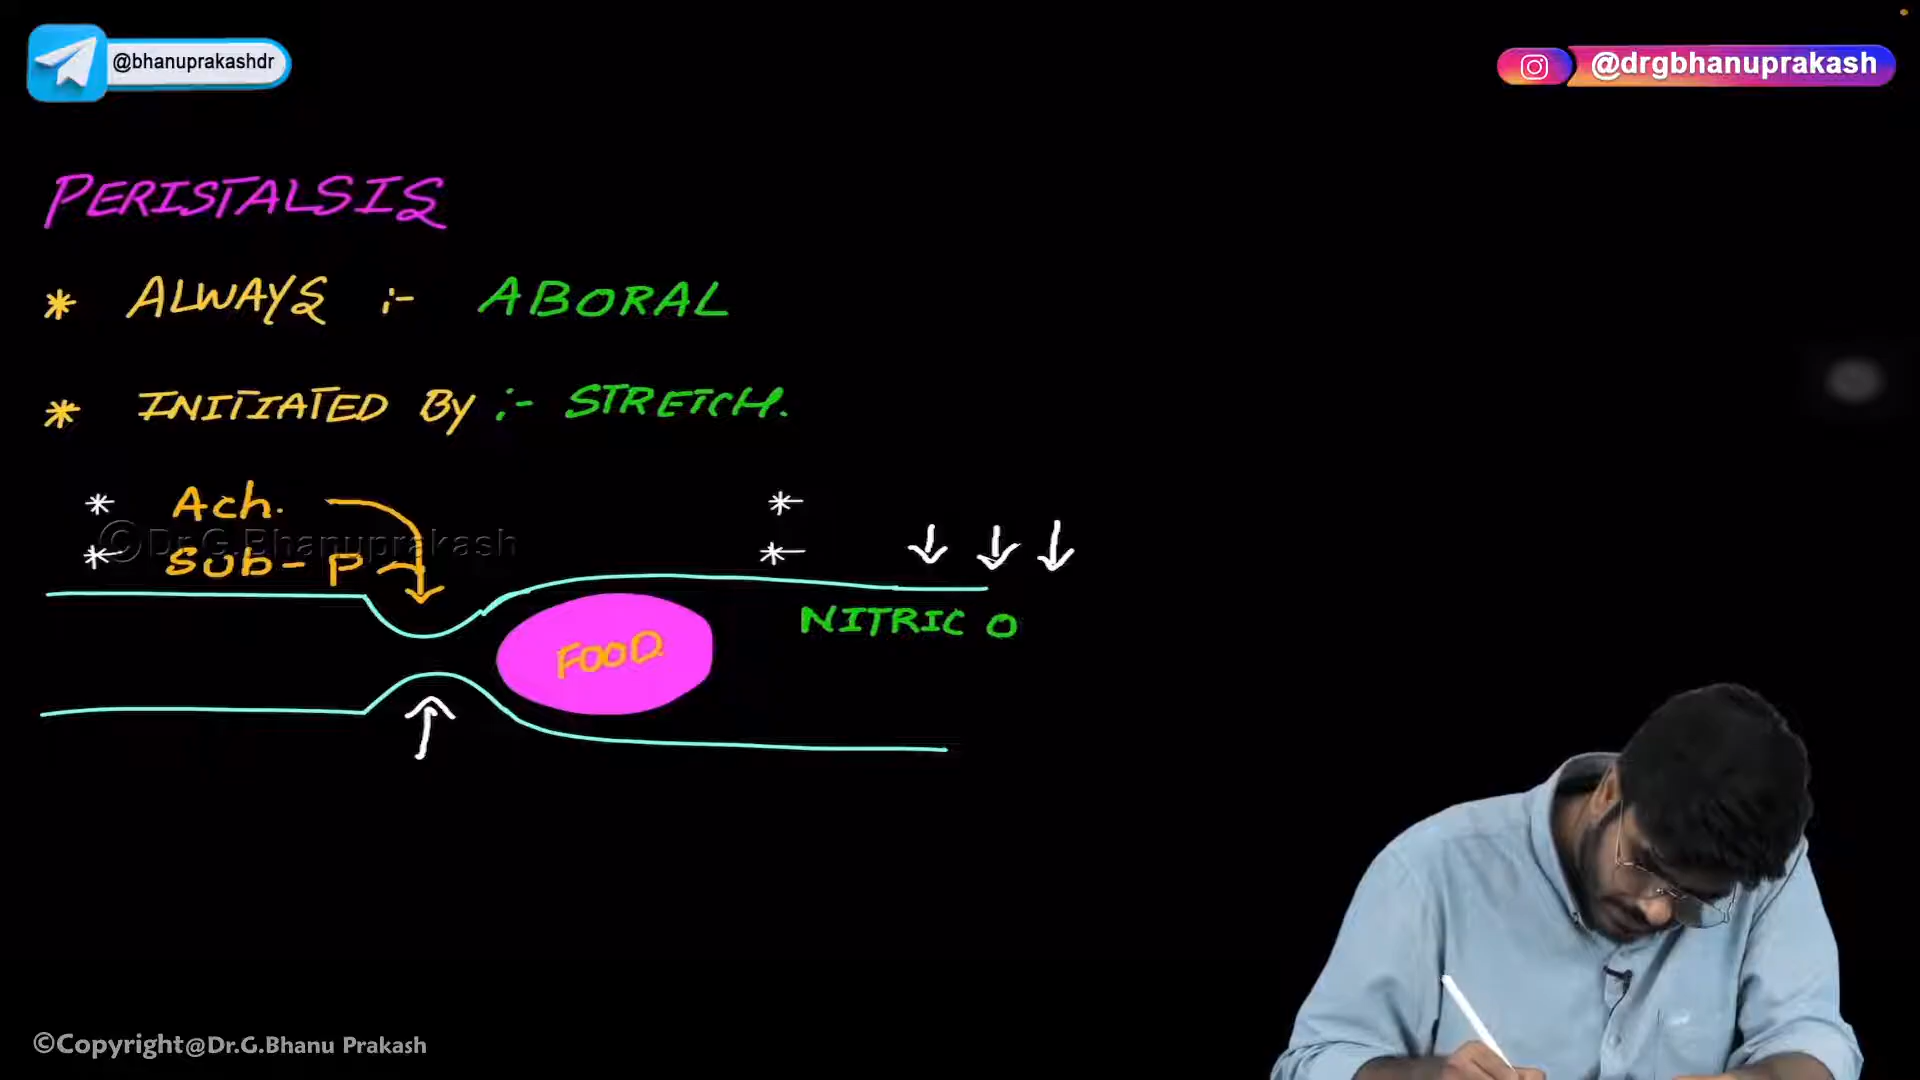 @bhanuprakashdr
@drgbhanuprakash
PERISTALSIS
* ALWAYS :- ABORAL
* INITIATED By :- STRETCH.
* Ach. *
©Dr.G.Bhanuprakash
* Sub-P *
NITRIC O
FOOD
©Copyright@Dr.G.Bhanu Prakash